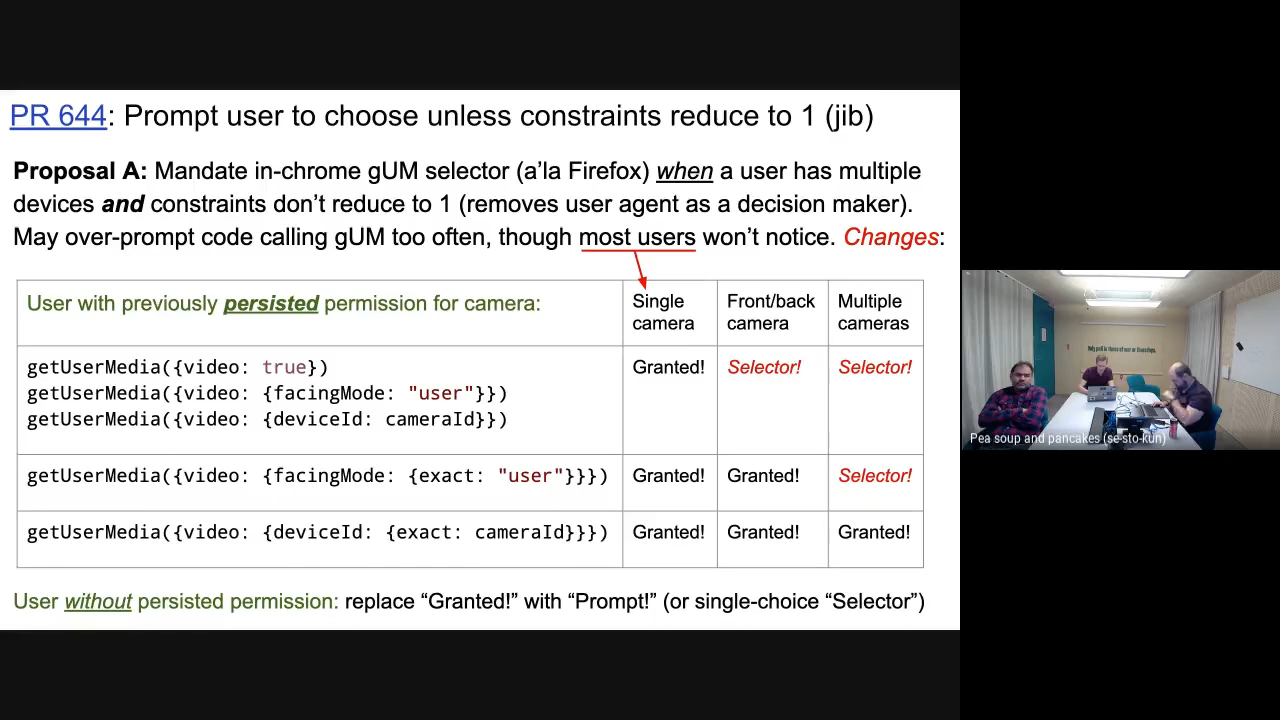 PR 644: Prompt user to choose unless constraints reduce to 1 (jib)
Proposal A: Mandate in-chrome gUM selector (a’la Firefox) when a user has multiple
devices and constraints don’t reduce to 1 (removes user agent as a decision maker).
May over-prompt code calling gUM too often, though most users won’t notice. Changes:
User with previously persisted permission for camera:
Single
camera
Front/back
camera
Multiple
cameras
getUserMedia({video: true})
getUserMedia({video: {facingMode: "user"}})
getUserMedia({video: {deviceId: cameraId}})
Granted!
Selector!
Selector!
getUserMedia({video: {facingMode: {exact: "user"}}})
Granted!
Granted!
Selector!
getUserMedia({video: {deviceId: {exact: cameraId}}})
Granted!
Granted!
Granted!
User without persisted permission: replace “Granted!” with “Prompt!” (or single-choice “Selector”)
Pea soup and pancakes (se-sto-kun)